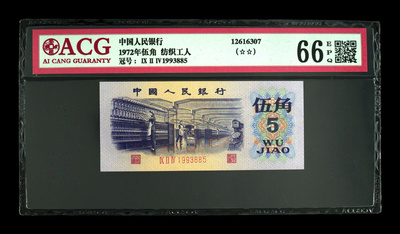 ACG
AI CANG GUARANTY
中国人民银行
1972年伍角 纺织工人
冠号: IX II IV 1993885
12616307
(☆☆)
66 EPQ
中国人民银行
伍角
5
WU
JIAO
IX II IV 1993885